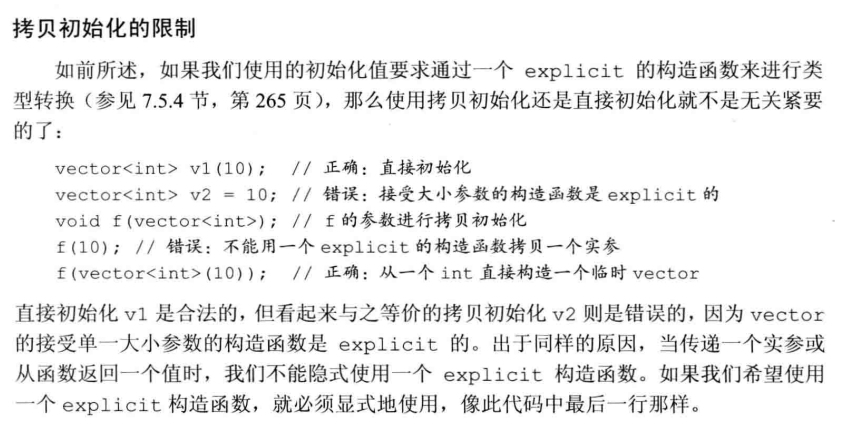 拷贝初始化的限制
如前所述，如果我们使用的初始化值要求通过一个 explicit 的构造函数来进行类
型转换（参见 7.5.4 节，第 265 页），那么使用拷贝初始化还是直接初始化就不是无关紧要
的了：
vector<int> v1(10);   // 正确：直接初始化
vector<int> v2 = 10; // 错误：接受大小参数的构造函数是 explicit 的
void f(vector<int>); // f 的参数进行拷贝初始化
f(10); // 错误：不能用一个 explicit 的构造函数拷贝一个实参
f(vector<int>(10));   // 正确：从一个 int 直接构造一个临时 vector
直接初始化 v1 是合法的，但看起来与之等价的拷贝初始化 v2 则是错误的，因为 vector
的接受单一大小参数的构造函数是 explicit 的。出于同样的原因，当传递一个实参或
从函数返回一个值时，我们不能隐式使用一个 explicit 构造函数。如果我们希望使用
一个 explicit 构造函数，就必须显式地使用，像此代码中最后一行那样。